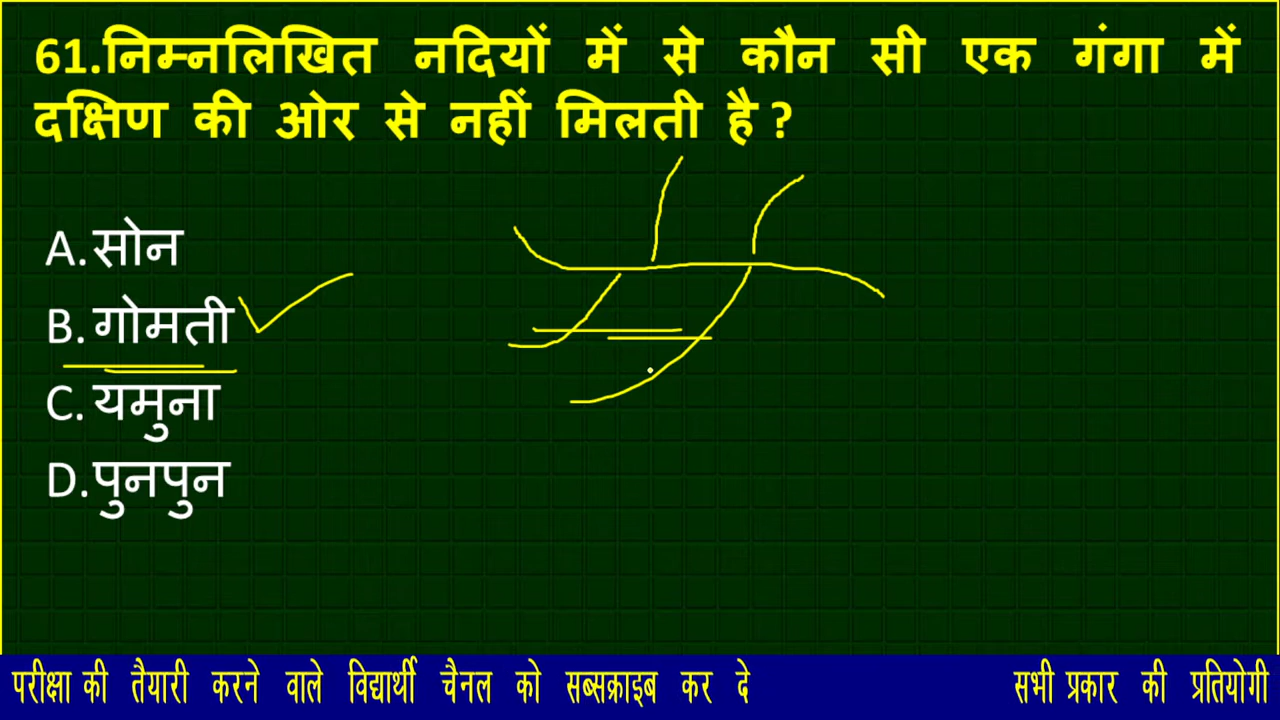 61.निम्नलिखित नदियों में से कौन सी एक गंगा में
दक्षिण की ओर से नहीं मिलती है ?
A.सोन
B.गोमती
C.यमुना
D.पुनपुन
परीक्षा की तैयारी करने वाले विद्यार्थी चैनल को सब्सक्राइब कर दे सभी प्रकार की प्रतियोगी